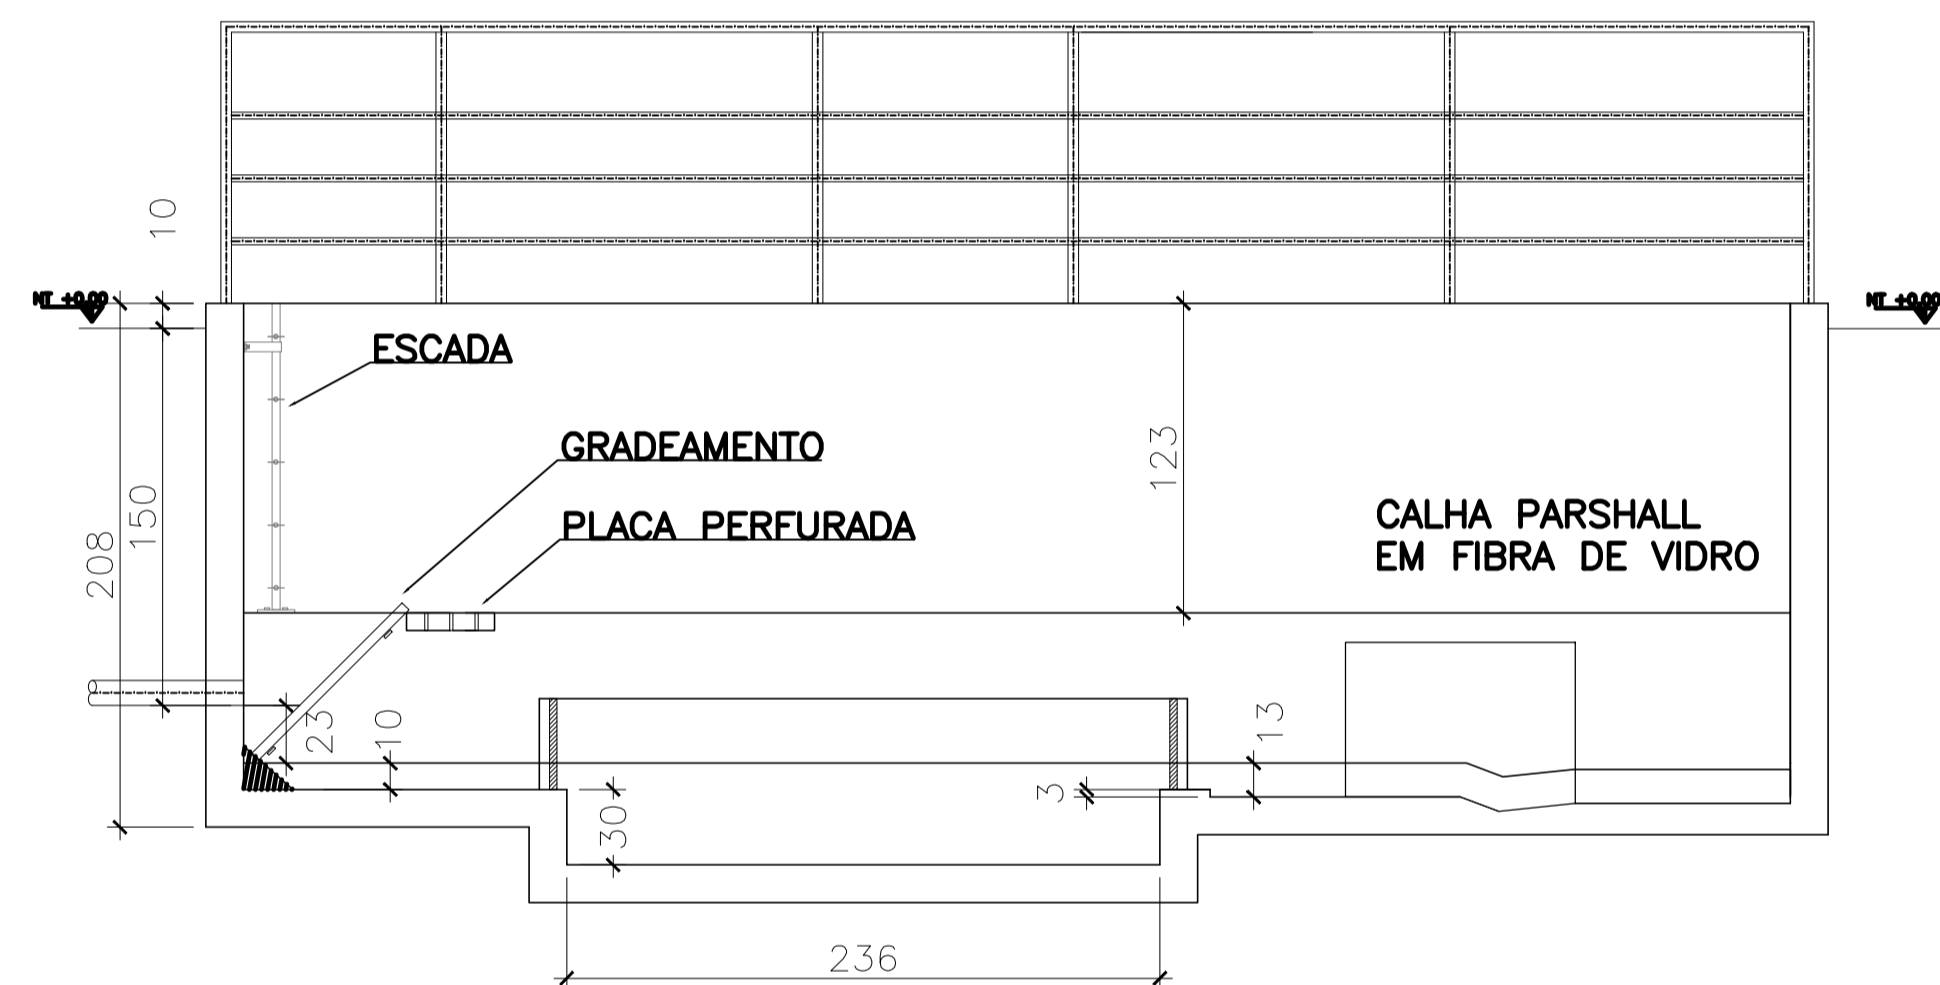 10
NT +0.00
NT +0.00
ESCADA
GRADEAMENTO
123
150
PLACA PERFURADA
CALHA PARSHALL
EM FIBRA DE VIDRO
208
23
10
13
3
30
236